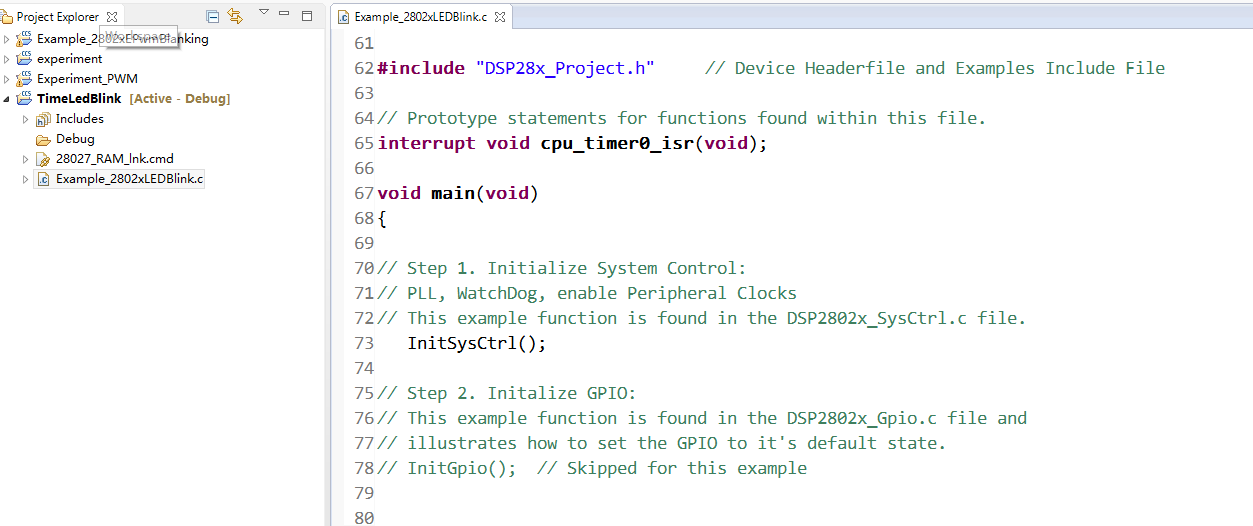 Project Explorer
Example_2802xEPwmBlanking
experiment
Experiment_PWM
TimeLedBlink [Active - Debug]
Includes
Debug
28027_RAM_lnk.cmd
Example_2802xLEDBlink.c
Example_2802xLEDBlink.c
61
62 #include "DSP28x_Project.h" // Device Headerfile and Examples Include File
63
64 // Prototype statements for functions found within this file.
65 interrupt void cpu_timer0_isr(void);
66
67 void main(void)
68 {
69
70 // Step 1. Initialize System Control:
71 // PLL, WatchDog, enable Peripheral Clocks
72 // This example function is found in the DSP2802x_SysCtrl.c file.
73 InitSysCtrl();
74
75 // Step 2. Initalize GPIO:
76 // This example function is found in the DSP2802x_Gpio.c file and
77 // illustrates how to set the GPIO to it's default state.
78 // InitGpio(); // Skipped for this example
79
80